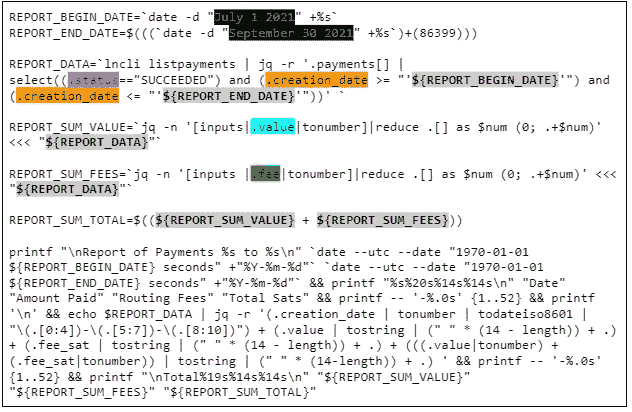 REPORT_BEGIN_DATE=`date -d "July 1 2021" +%s`
REPORT_END_DATE=$(((`date -d "September 30 2021" +%s`)+(86399)))
REPORT_DATA=`lncli listpayments | jq -r '.payments[] |
select((.status=="SUCCEEDED") and (.creation_date >= "'${REPORT_BEGIN_DATE}'") and
(.creation_date <= "'${REPORT_END_DATE}'"))' `
REPORT_SUM_VALUE=`jq -n '[inputs|.value|tonumber]|reduce .[] as $num (0; .+$num)'
<<< "${REPORT_DATA}"`
REPORT_SUM_FEES=`jq -n '[inputs |.fee|tonumber]|reduce .[] as $num (0; .+$num)' <<<
"${REPORT_DATA}"`
REPORT_SUM_TOTAL=$((${REPORT_SUM_VALUE} + ${REPORT_SUM_FEES}))
printf "\nReport of Payments %s to %s\n" `date --utc --date "1970-01-01
${REPORT_BEGIN_DATE} seconds" +"%Y-%m-%d"` `date --utc --date "1970-01-01
${REPORT_END_DATE} seconds" +"%Y-%m-%d"` && printf "%s%20s%14s%14s\n" "Date"
"Amount Paid" "Routing Fees" "Total Sats" && printf -- '-%.0s' {1..52} && printf
'\n' && echo $REPORT_DATA | jq -r '(.creation_date | tonumber | todateiso8601 |
"\(.[0:4])-\(.[5:7])-\(.[8:10])") + (.value | tostring | (" " * (14 - length)) + .)
+ (.fee_sat | tostring | (" " * (14 - length)) + .) + (((.value|tonumber) +
(.fee_sat|tonumber)) | tostring | (" " * (14-length)) + .) ' && printf -- '-%.0s'
{1..52} && printf "\nTotal%19s%14s%14s\n" "${REPORT_SUM_VALUE}"
"${REPORT_SUM_FEES}" "${REPORT_SUM_TOTAL}"